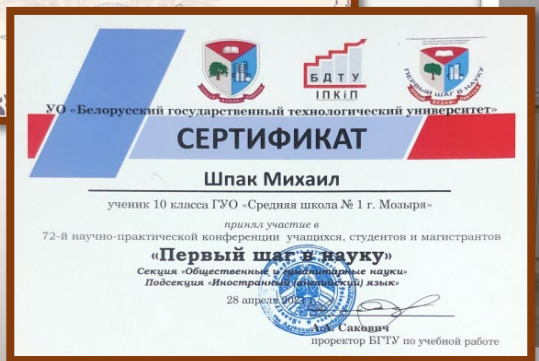 БДТУ
ІПКіП
ПЕРВЫЙ ШАГ В НАУКУ
УО «Белорусский государственный технологический университет»
СЕРТИФИКАТ
Шпак Михаил
ученик 10 класса ГУО «Средняя школа № 1 г. Мозыря»
принял участие в
72-й научно-практической конференции учащихся, студентов и магистрантов
«Первый шаг в науку»
Секция «Общественные и гуманитарные науки»
Подсекция «Иностранный (английский) язык»
28 апреля
А.А. Сакович
проректор БГТУ по учебной работе